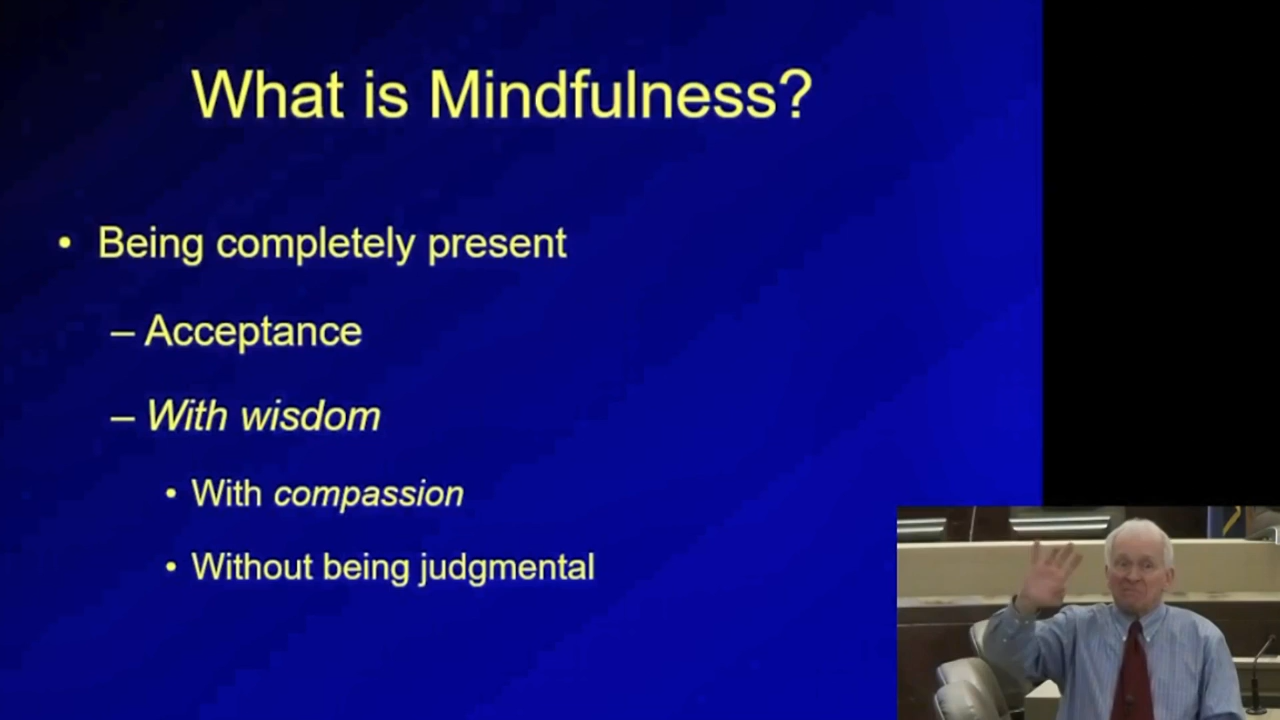 What is Mindfulness?
• Being completely present
– Acceptance
– With wisdom
• With compassion
• Without being judgmental